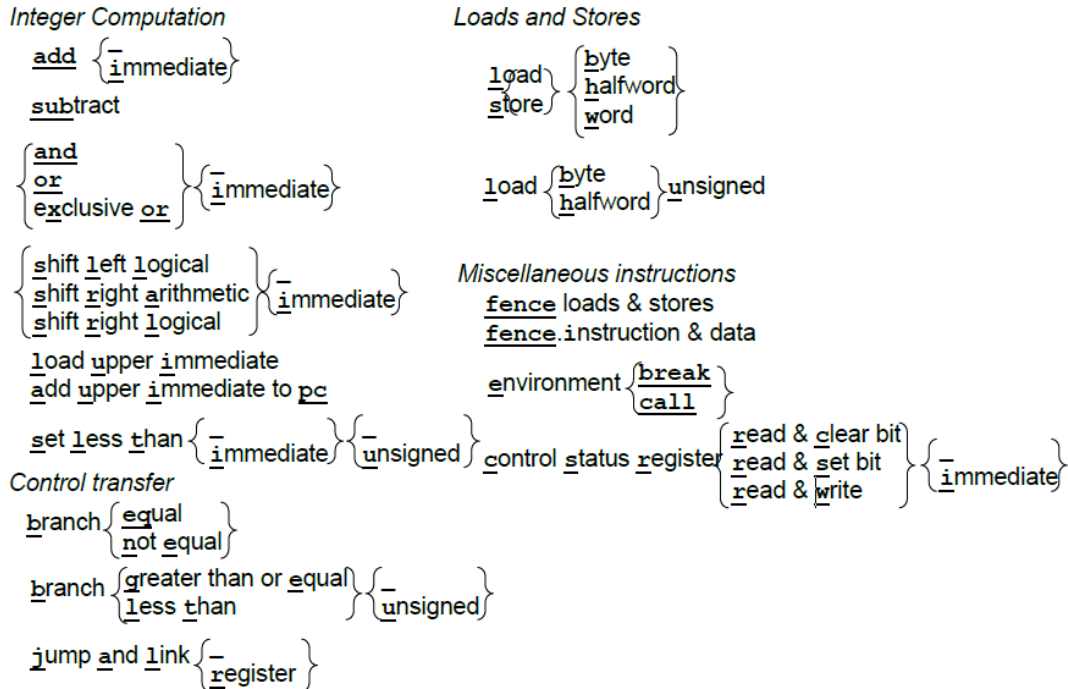 Integer Computation
add { _
immediate }
subtract
{ and
or
exclusive or } { _
immediate }
{ shift left logical
shift right arithmetic
shift right logical } { _
immediate }
load upper immediate
add upper immediate to pc
set less than { _
immediate } { _
unsigned }
Control transfer
branch { equal
not equal }
branch { greater than or equal
less than } { _
unsigned }
jump and link { _
register }
Loads and Stores
load
store } { byte
halfword
word }
load { byte
halfword } unsigned
Miscellaneous instructions
fence loads & stores
fence.instruction & data
environment { break
call }
control status register { read & clear bit
read & set bit
read & write } { _
immediate }